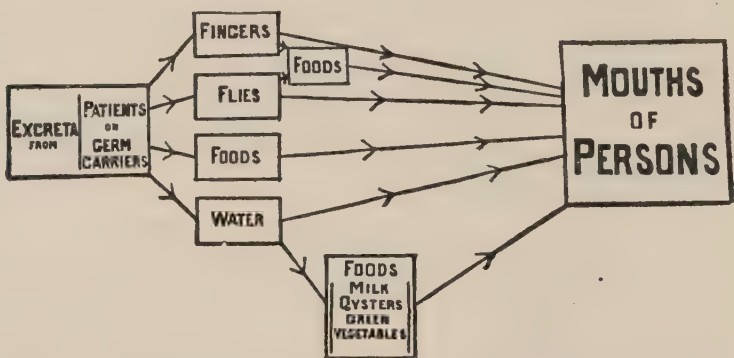 FINGERS
FOODS
FLIES
EXCRETA
FROM
PATIENTS
OR
GERM
CARRIERS
FOODS
WATER
FOODS
MILK
OYSTERS
GREEN
VEGETABLES
MOUTHS
OF
PERSONS